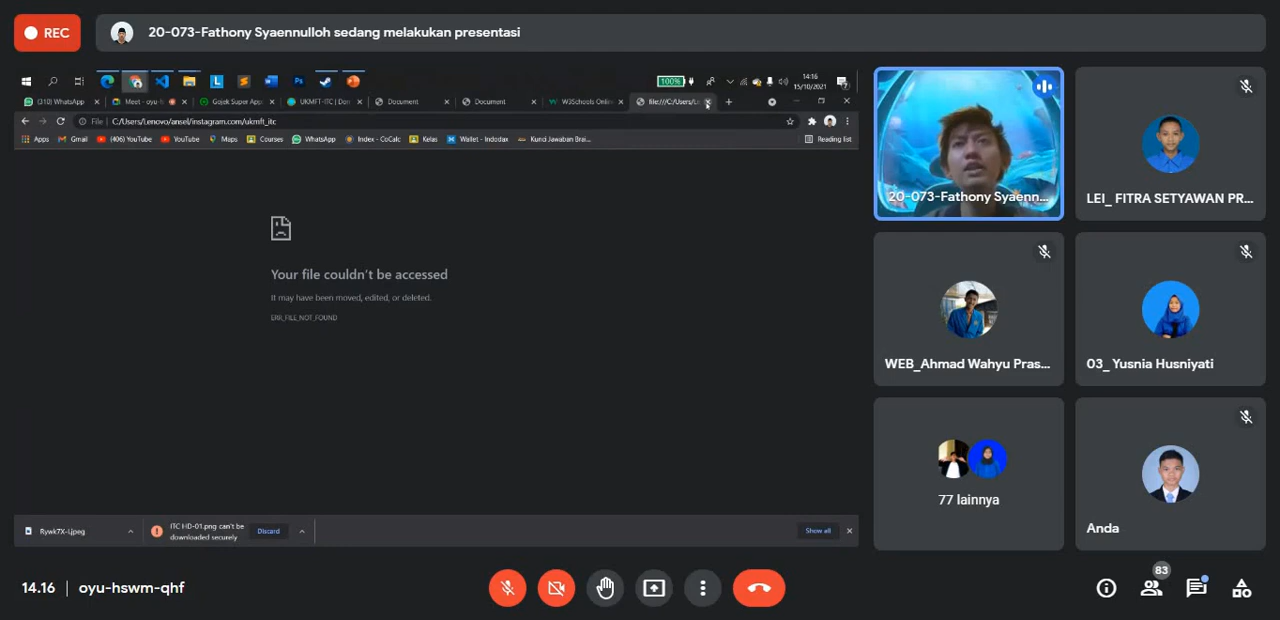 REC
20-073-Fathony Syaennulloh sedang melakukan presentasi
100%
14:16
15/10/2021
(310) WhatsApp
Meet - oyu-h
Gojek Super App
UKMFT-ITC | Dom
Document
Document
W3Schools Onlin
file:///C:/Users/Le
File
C:/Users/Lenovo/ansel/instagram.com/ukmft_itc
Apps
Gmail
(406) YouTube
YouTube
Maps
Courses
WhatsApp
Index - CoCalc
Kelas
Wallet - Indodax
Kunci Jawaban Brai...
Reading list
Your file couldn't be accessed
It may have been moved, edited, or deleted.
ERR_FILE_NOT_FOUND
ITC HD-01.png can't be
downloaded securely
Discard
Show all
20-073-Fathony Syaenn...
LEI_ FITRA SETYAWAN PR...
WEB_Ahmad Wahyu Pras...
03_ Yusnia Husniyati
77 lainnya
Anda
14.16
oyu-hswm-qhf
83